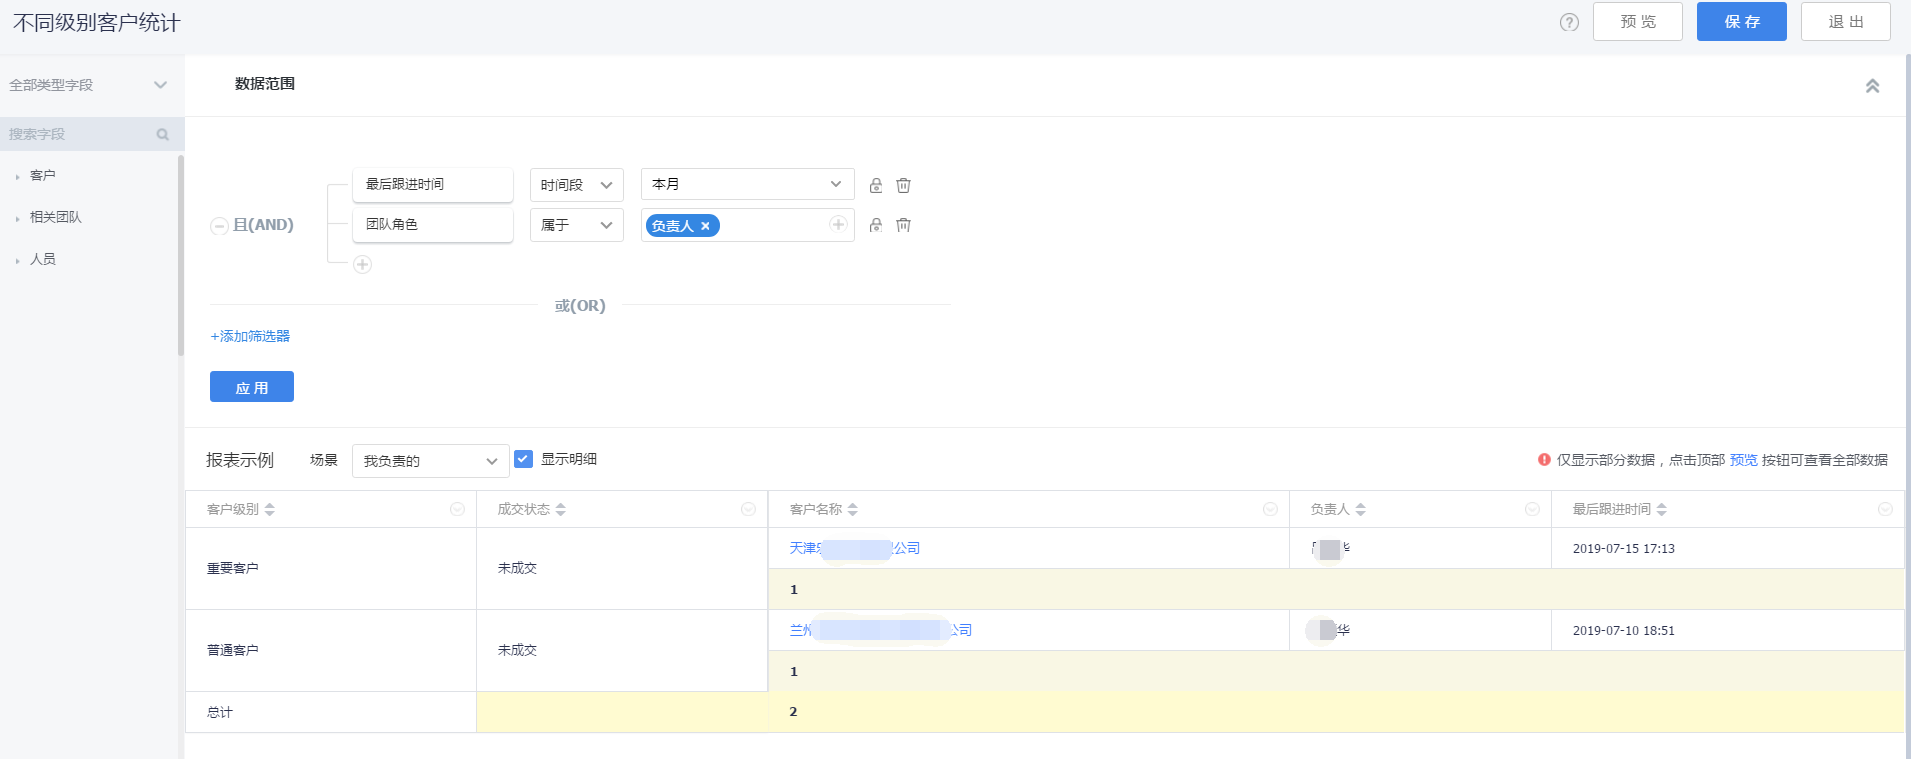 不同级别客户统计
预 览
保 存
退 出
全部类型字段
数据范围
搜索字段
客户
相关团队
人员
且(AND)
最后跟进时间
时间段
本月
团队角色
属于
负责人 ×
或(OR)
+添加筛选器
应 用
报表示例 场景 我负责的 显示明细
仅显示部分数据，点击顶部 预览 按钮可查看全部数据
客户级别 成交状态 客户名称 负责人 最后跟进时间
重要客户 未成交 天津 公司 华 2019-07-15 17:13
1
普通客户 未成交 兰州 公司 华 2019-07-10 18:51
1
总计 2